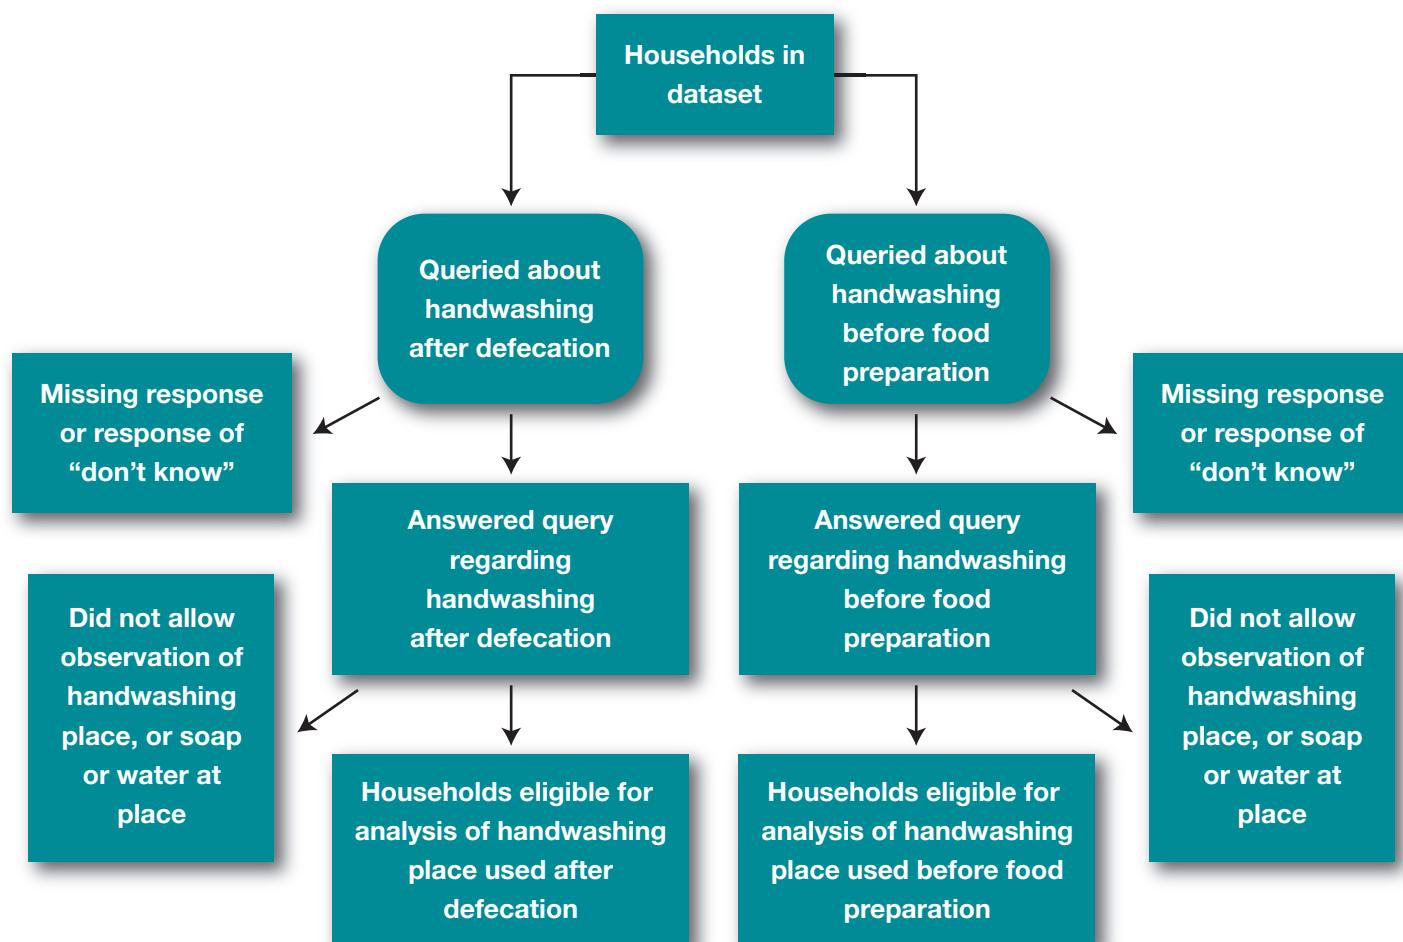 Households in
dataset
Queried about
handwashing
after defecation
Queried about
handwashing
before food
preparation
Missing response
or response of
“don’t know”
Missing response
or response of
“don’t know”
Answered query
regarding
handwashing
after defecation
Answered query
regarding handwashing
before food
preparation
Did not allow
observation of
handwashing
place, or soap
or water at
place
Did not allow
observation of
handwashing
place, or soap
or water at
place
Households eligible for
analysis of handwashing
place used after
defecation
Households eligible for
analysis of handwashing
place used before food
preparation